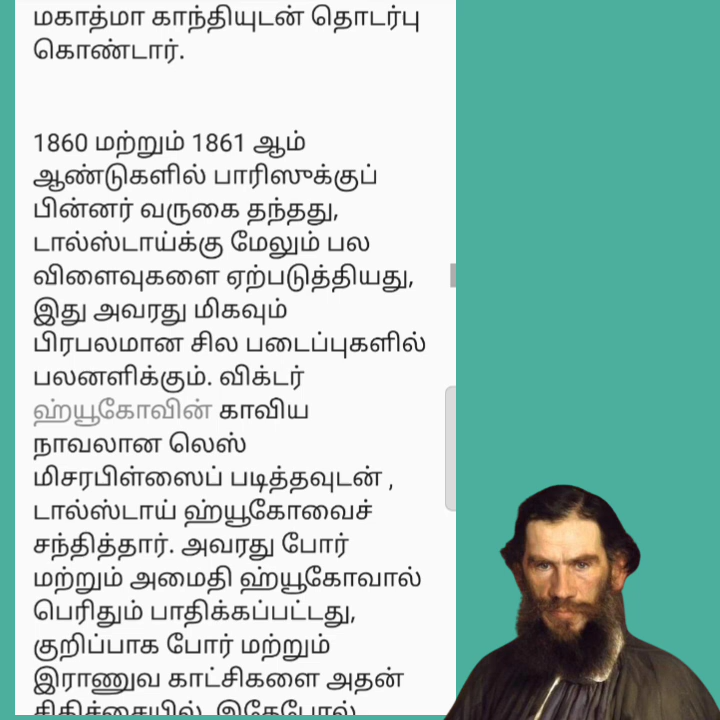 மகாத்மா காந்தியுடன் தொடர்பு
கொண்டார்.
1860 மற்றும் 1861 ஆம்
ஆண்டுகளில் பாரிஸுக்குப்
பின்னர் வருகை தந்தது,
டால்ஸ்டாய்க்கு மேலும் பல
விளைவுகளை ஏற்படுத்தியது,
இது அவரது மிகவும்
பிரபலமான சில படைப்புகளில்
பலனளிக்கும். விக்டர்
ஹ்யூகோவின் காவிய
நாவலான லெஸ்
மிசரபிள்ஸைப் படித்தவுடன் ,
டால்ஸ்டாய் ஹ்யூகோவைச்
சந்தித்தார். அவரது போர்
மற்றும் அமைதி ஹ்யூகோவால்
பெரிதும் பாதிக்கப்பட்டது,
குறிப்பாக போர் மற்றும்
இராணுவ காட்சிகளை அதன்
சிகிச்சையில். இதேபோல்